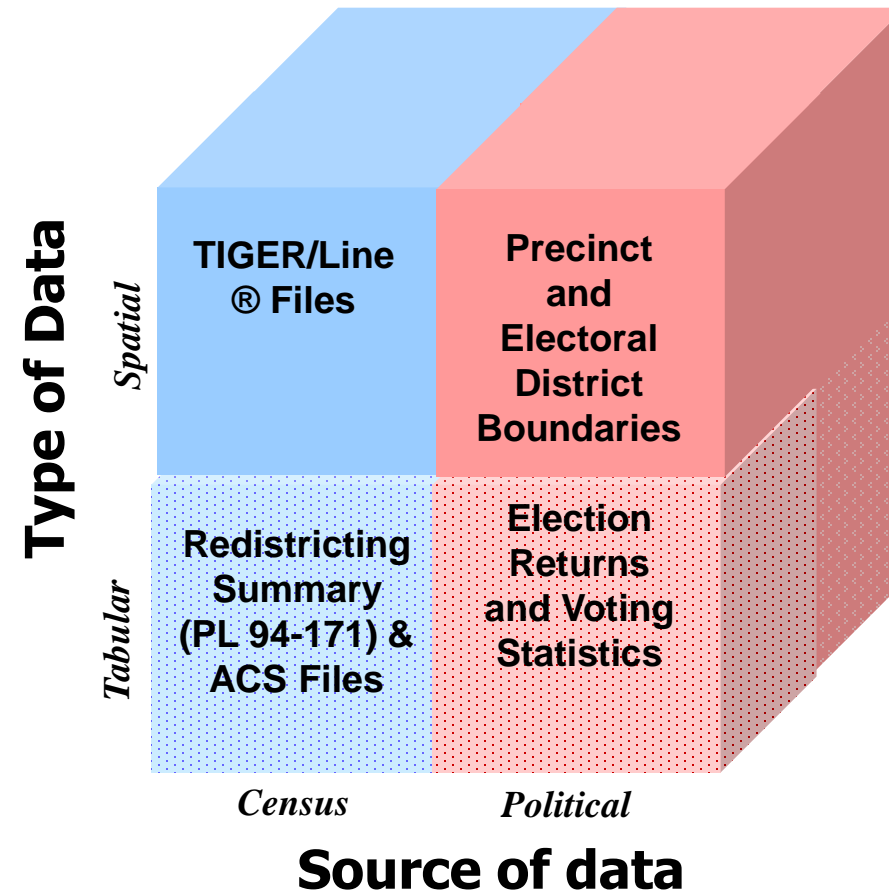 Type of Data
Spatial
TIGER/Line
® Files
Precinct
and
Electoral
District
Boundaries
Tabular
Redistricting
Summary
(PL 94-171) &
ACS Files
Election
Returns
and Voting
Statistics
Census
Political
Source of data